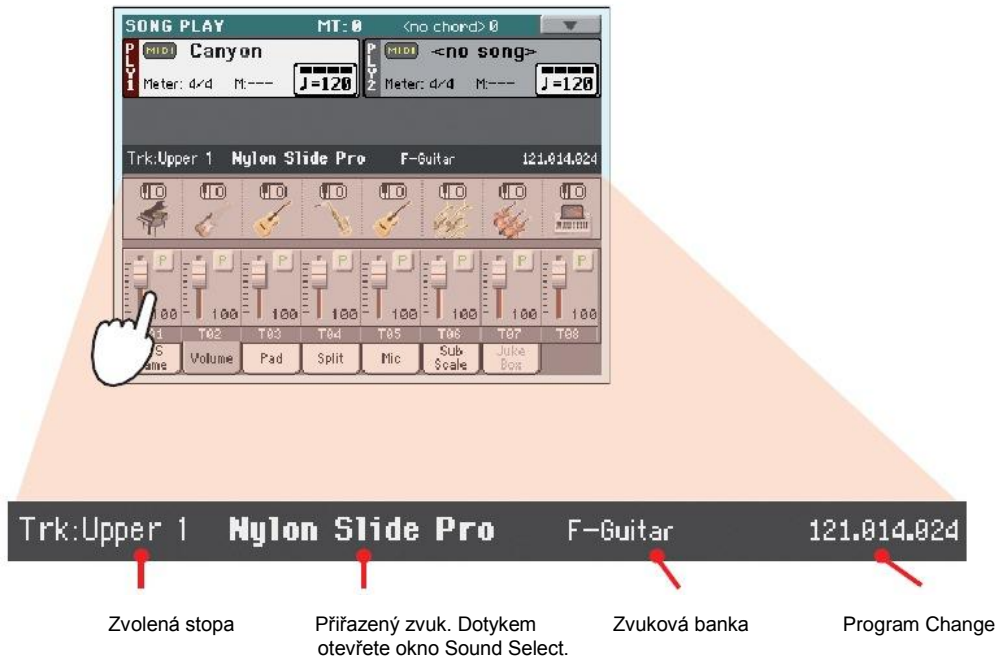 SONG PLAY MT: 0 <no chord> 0
PLY1 MIDI Canyon
Meter: 4/4 M:--- ♩=120
PLY2 MIDI <no song>
Meter: 4/4 M:--- ♩=120
Trk:Upper 1 Nylon Slide Pro F-Guitar 121.014.024
P P P P P P P P
100 100 100 100 100 100 100 100
T02 T03 T04 T05 T06 T07 T08
Volume Pad Split Mic Sub Scale Juke Box
Trk:Upper 1 Nylon Slide Pro F-Guitar 121.014.024
Zvolená stopa
Přiřazený zvuk. Dotykem
otevřete okno Sound Select.
Zvuková banka
Program Change